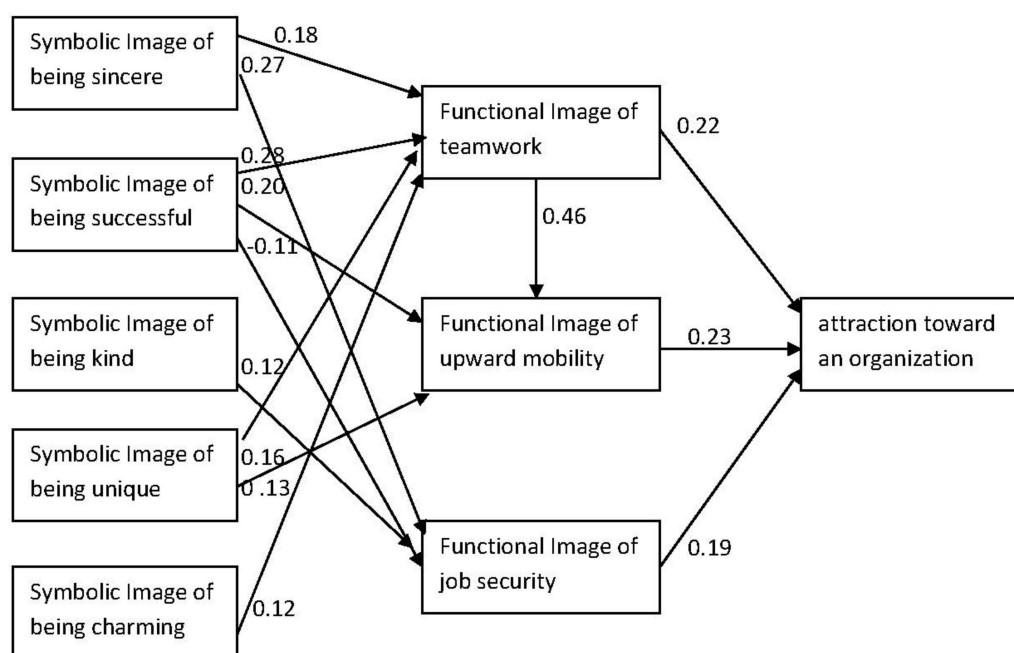 Symbolic Image of
being sincere
0.18
0.27
Functional Image of
teamwork
0.22
Symbolic Image of
being successful
0.28
0.20
-0.11
0.46
Symbolic Image of
being kind
0.12
Functional Image of
upward mobility
0.23
attraction toward
an organization
Symbolic Image of
being unique
0.16
0 .13
Functional Image of
job security
0.19
Symbolic Image of
being charming
0.12